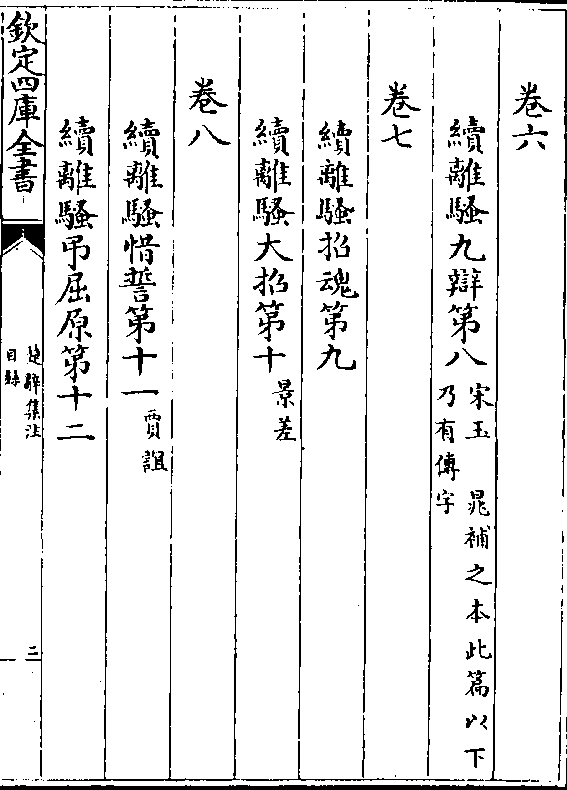 卷六
續離騷九辯第八 宋玉 晁補之本此篇以下
乃有傳字
卷七
續離騷招魂第九
續離騷大招第十 景差
卷八
續離騷惜誓第十一 賈誼
續離騷弔屈原第十二
欽定四庫全書
楚辭集注
目錄
二